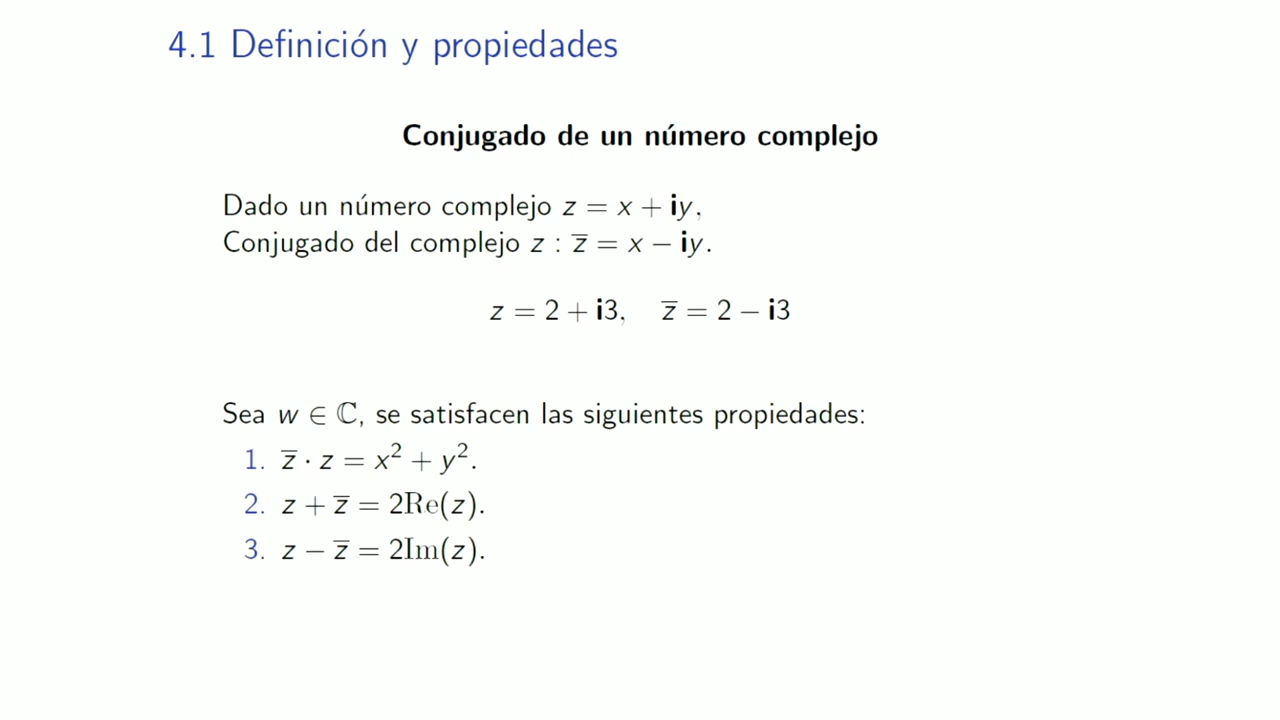 4.1 Definición y propiedades
Conjugado de un número complejo
Dado un número complejo z = x + iy,
Conjugado del complejo z : z̅ = x − iy.
z = 2 + i3, z̅ = 2 − i3
Sea w ∈ ℂ, se satisfacen las siguientes propiedades:
1. z̅ · z = x² + y².
2. z + z̅ = 2Re(z).
3. z − z̅ = 2Im(z).